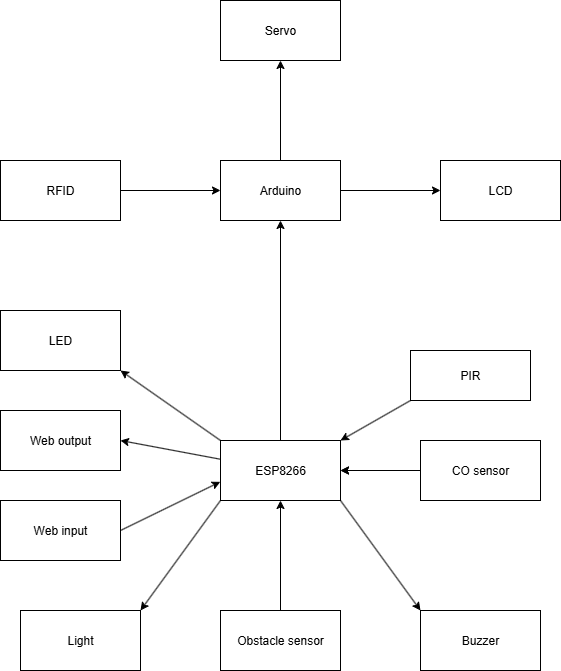 Servo
RFID
Arduino
LCD
LED
PIR
Web output
ESP8266
CO sensor
Web input
Light
Obstacle sensor
Buzzer